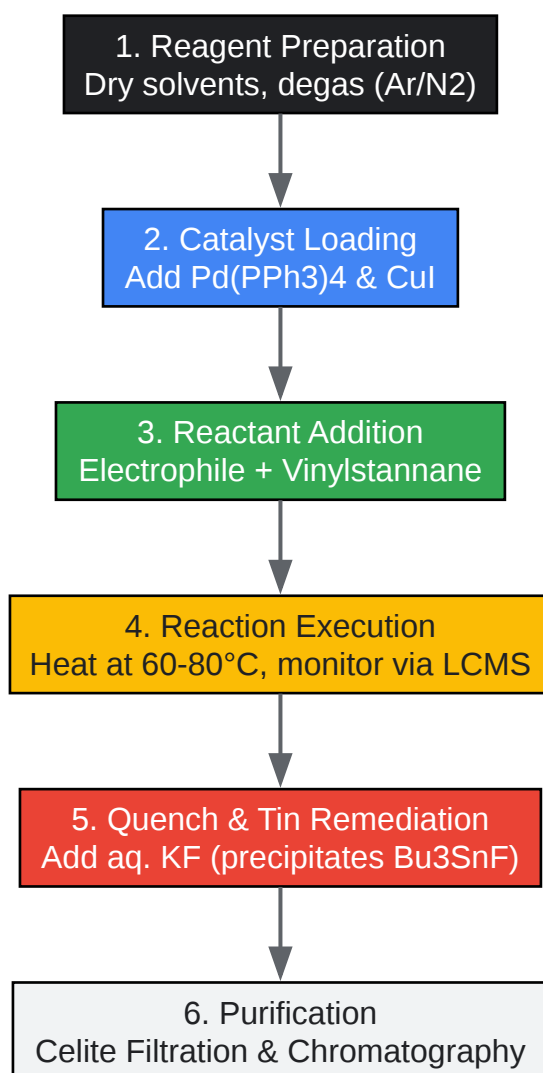 1. Reagent Preparation
Dry solvents, degas (Ar/N2)
2. Catalyst Loading
Add Pd(PPh3)4 & CuI
3. Reactant Addition
Electrophile + Vinylstannane
4. Reaction Execution
Heat at 60-80°C, monitor via LCMS
5. Quench & Tin Remediation
Add aq. KF (precipitates Bu3SnF)
6. Purification
Celite Filtration & Chromatography